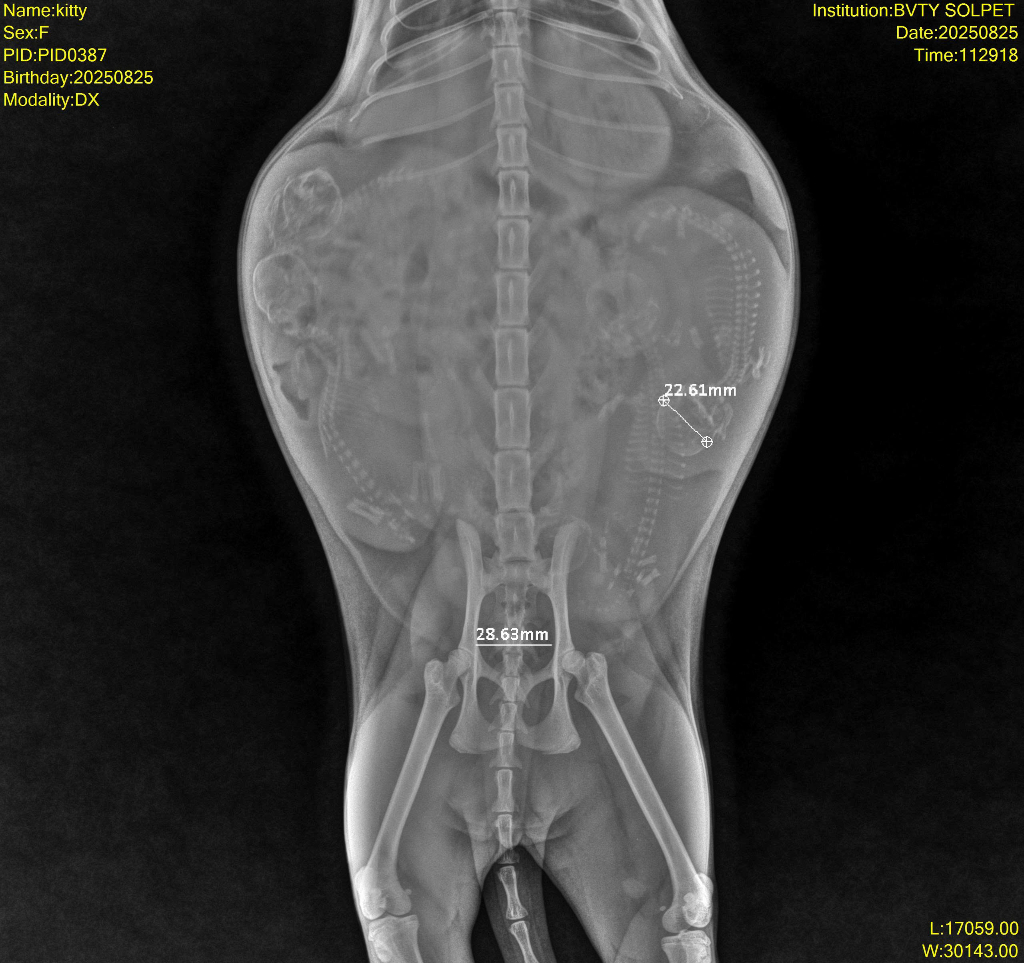 Name:kitty
Sex:F
PID:PID0387
Birthday:20250825
Modality:DX
Institution:BVTY SOLPET
Date:20250825
Time:112918
22.61mm
28.63mm
L:17059.00
W:30143.00